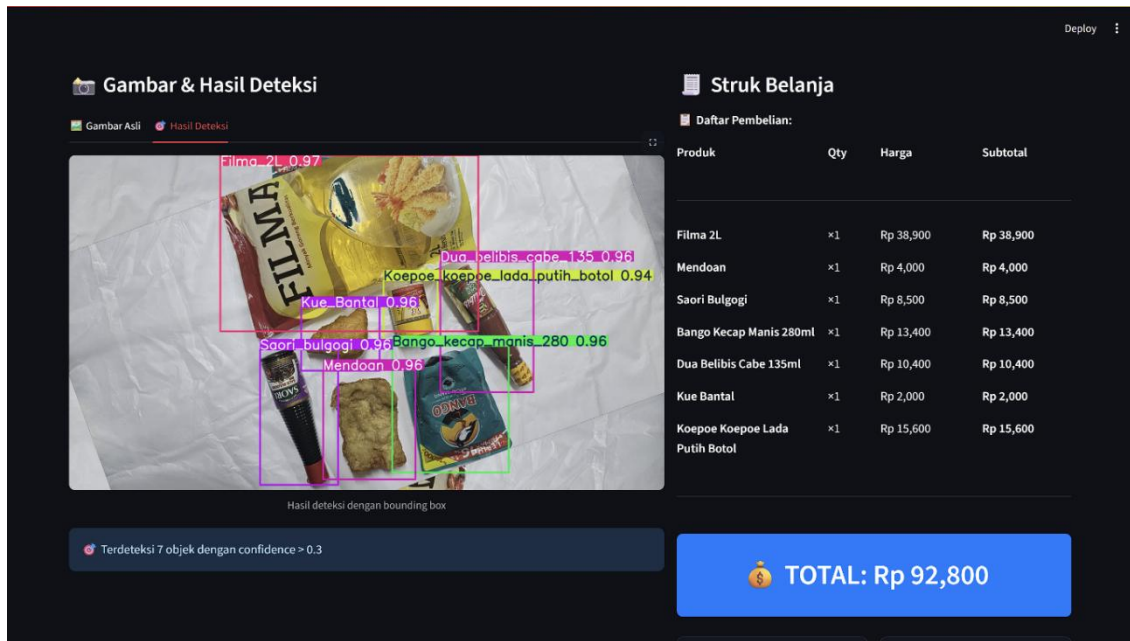 Deploy
Gambar & Hasil Deteksi
Gambar Asli Hasil Deteksi
Filma_2L 0.97
FILMA
2L
Dua_belibis_cabe_135 0.96
Koepoe_koepoe_lada_putih_botol 0.94
Kue_Bantal 0.96
Saori_bulgogi 0.96
Bango_kecap_manis_280 0.96
Mendoan 0.96
SAORI
BANGO
Hasil deteksi dengan bounding box
Terdeteksi 7 objek dengan confidence > 0.3
Struk Belanja
Daftar Pembelian:
Produk Qty Harga Subtotal
Filma 2L ×1 Rp 38,900 Rp 38,900
Mendoan ×1 Rp 4,000 Rp 4,000
Saori Bulgogi ×1 Rp 8,500 Rp 8,500
Bango Kecap Manis 280ml ×1 Rp 13,400 Rp 13,400
Dua Belibis Cabe 135ml ×1 Rp 10,400 Rp 10,400
Kue Bantal ×1 Rp 2,000 Rp 2,000
Koepoe Koepoe Lada ×1 Rp 15,600 Rp 15,600
Putih Botol
TOTAL: Rp 92,800